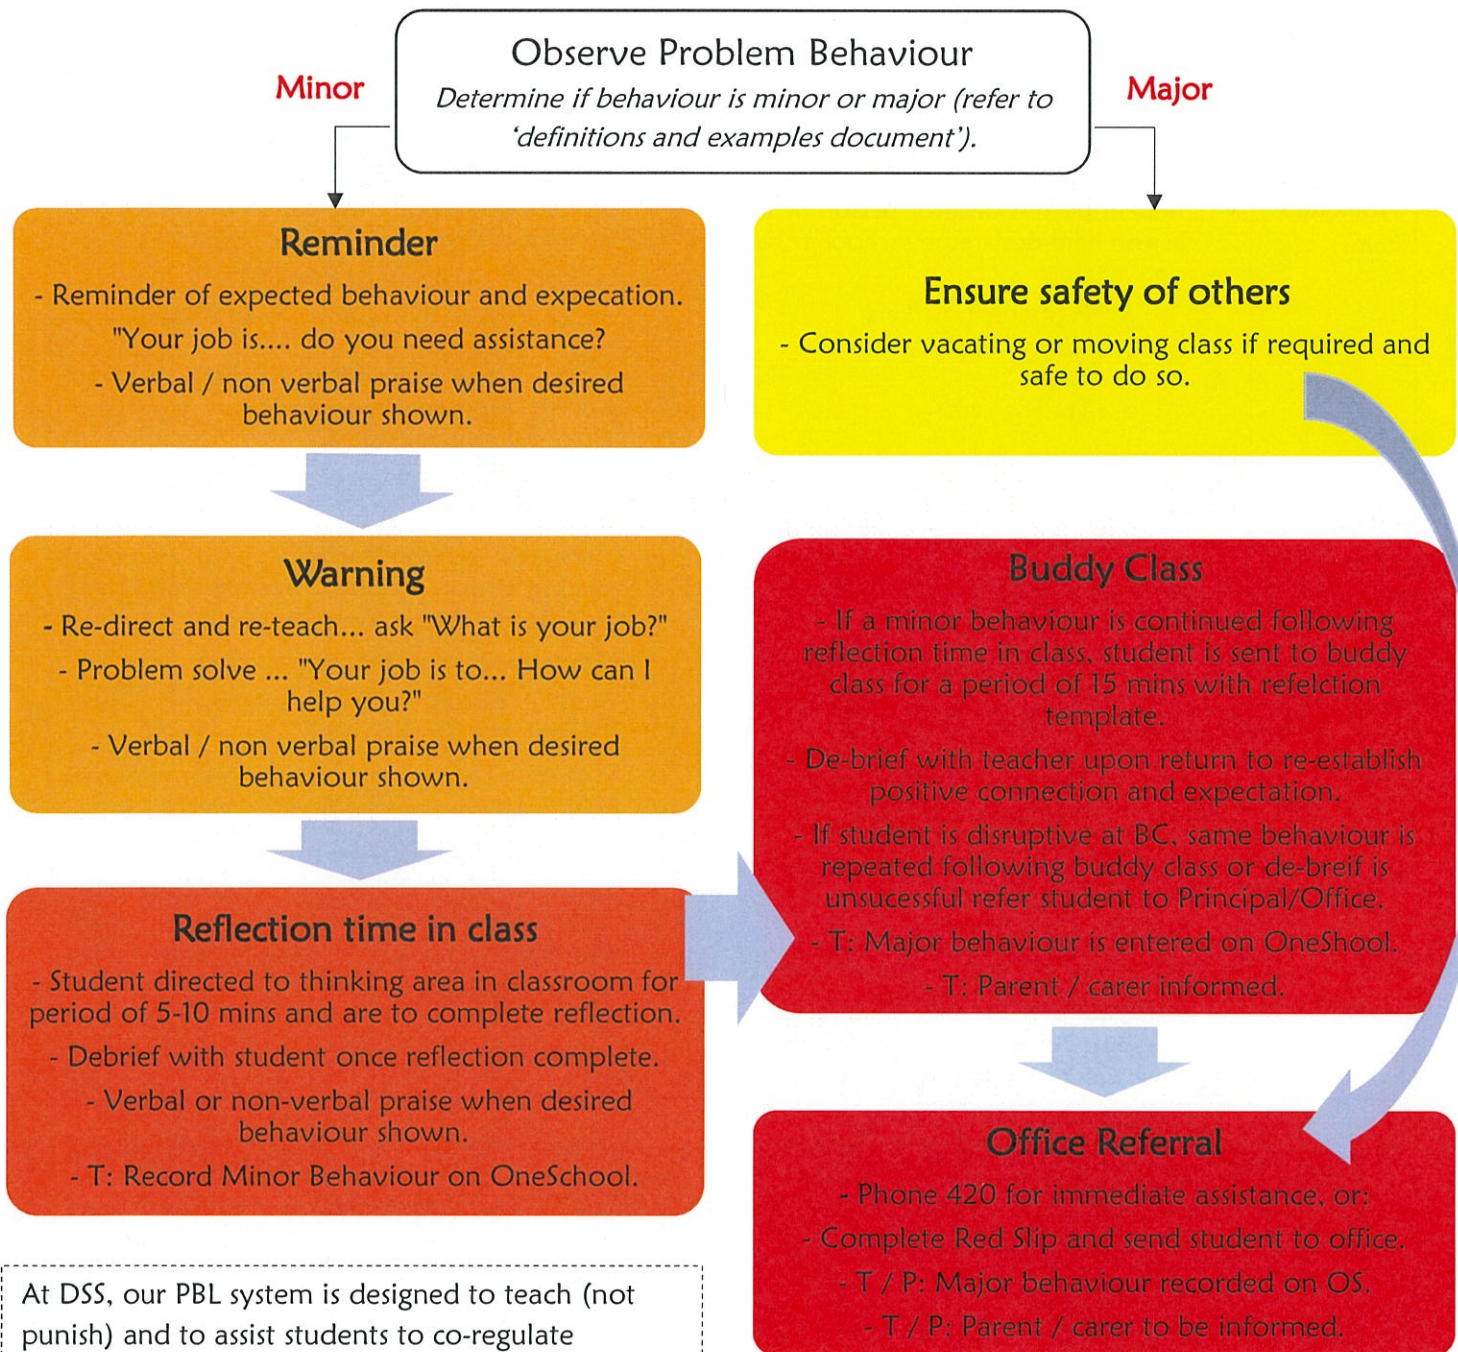 Observe Problem Behaviour
Determine if behaviour is minor or major (refer to
‘definitions and examples document’).
Minor
Major
Reminder
- Reminder of expected behaviour and expecation.
"Your job is.... do you need assistance?
- Verbal / non verbal praise when desired
behaviour shown.
Warning
- Re-direct and re-teach... ask "What is your job?"
- Problem solve ... "Your job is to... How can I
help you?"
- Verbal / non verbal praise when desired
behaviour shown.
Reflection time in class
- Student directed to thinking area in classroom for
period of 5-10 mins and are to complete reflection.
- Debrief with student once reflection complete.
- Verbal or non-verbal praise when desired
behaviour shown.
- T: Record Minor Behaviour on OneSchool.
At DSS, our PBL system is designed to teach (not
punish) and to assist students to co-regulate
Ensure safety of others
- Consider vacating or moving class if required and
safe to do so.
Buddy Class
- If a minor behaviour is continued following
reflection time in class, student is sent to buddy
class for a period of 15 mins with refelction
template.
- De-brief with teacher upon return to re-establish
positive connection and expectation.
- If student is disruptive at BC, same behaviour is
repeated following buddy class or de-breif is
unsucessful refer student to Principal/Office.
- T: Major behaviour is entered on OneShool.
- T: Parent / carer informed.
Office Referral
- Phone 420 for immediate assistance, or:
- Complete Red Slip and send student to office.
- T / P: Major behaviour recorded on OS.
- T / P: Parent / carer to be informed.